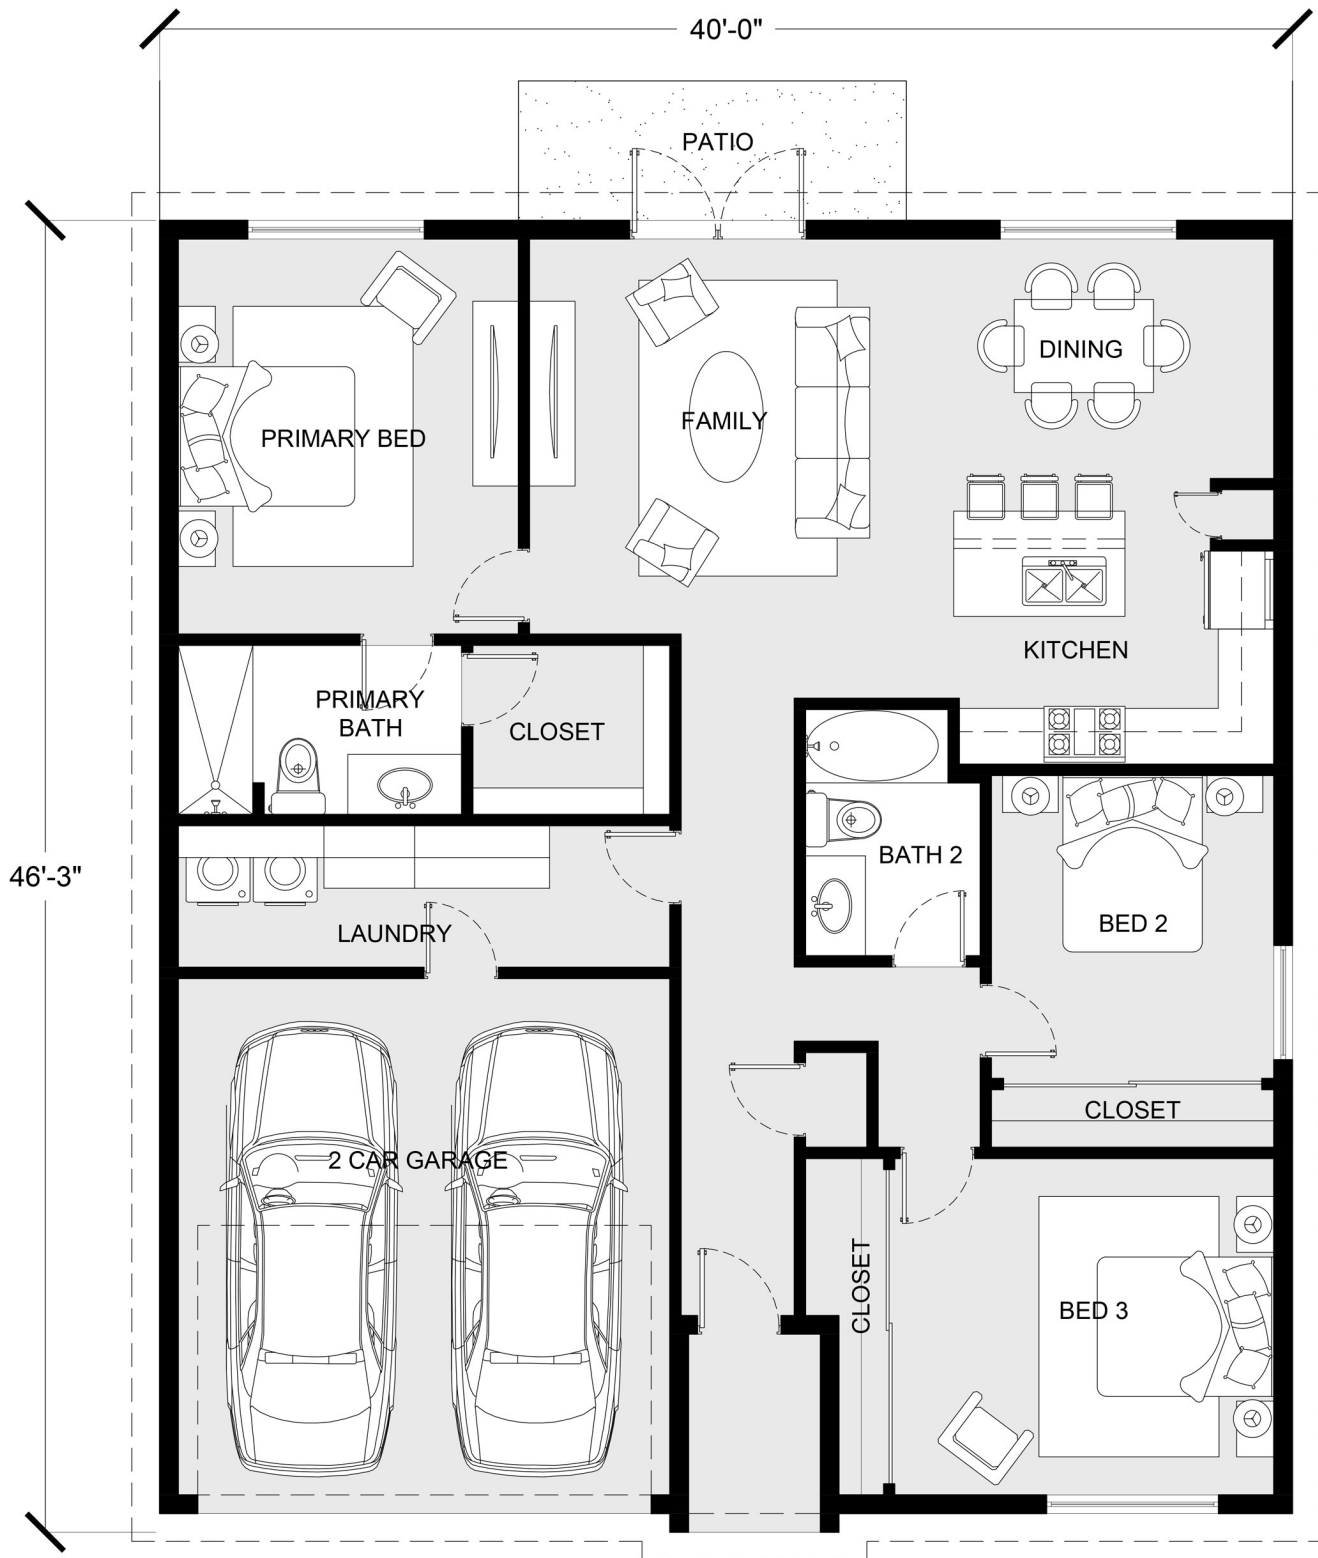 40'-0"
PATIO
DINING
FAMILY
PRIMARY BED
KITCHEN
PRIMARY
BATH
CLOSET
BATH 2
46'-3"
BED 2
LAUNDRY
CLOSET
2 CAR GARAGE
CLOSET
BED 3